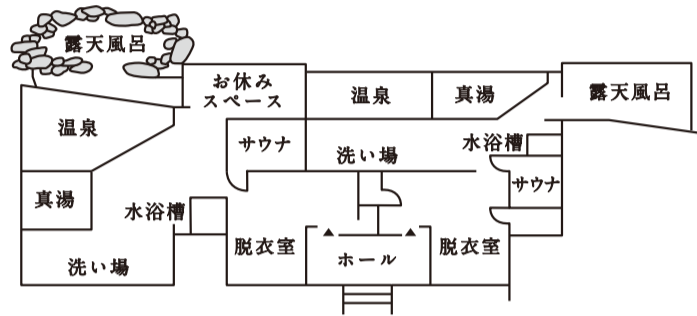 露天風呂
お休み
スペース
温泉
真湯
露天風呂
温泉
サウナ
洗い場
水浴槽
サウナ
真湯
水浴槽
脱衣室
ホール
脱衣室
洗い場